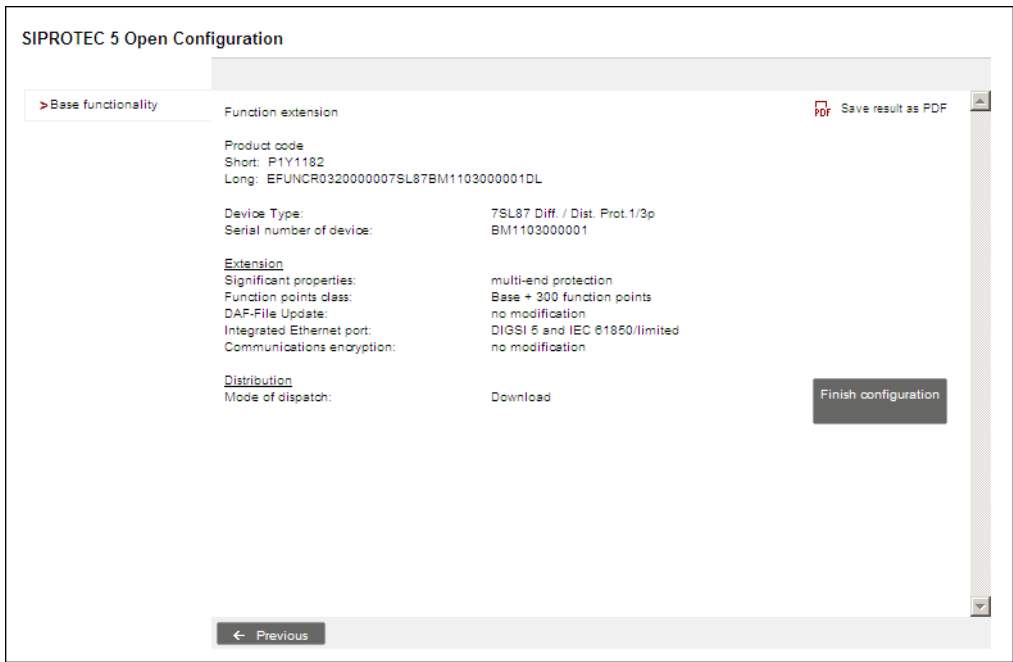 SIPROTEC 5 Open Configuration
>Base functionality
Function extension
PDF Save result as PDF
Product code
Short: P1Y1182
Long: EFUNCR0320000007SL87BM1103000001DL
Device Type: 7SL87 Diff. / Dist. Prot.1/3p
Serial number of device: BM1103000001
Extension
Significant properties: multi-end protection
Function points class: Base + 300 function points
DAF-File Update: no modification
Integrated Ethernet port: DIGSI 5 and IEC 61850/limited
Communications encryption: no modification
Distribution
Mode of dispatch: Download
Finish configuration
← Previous